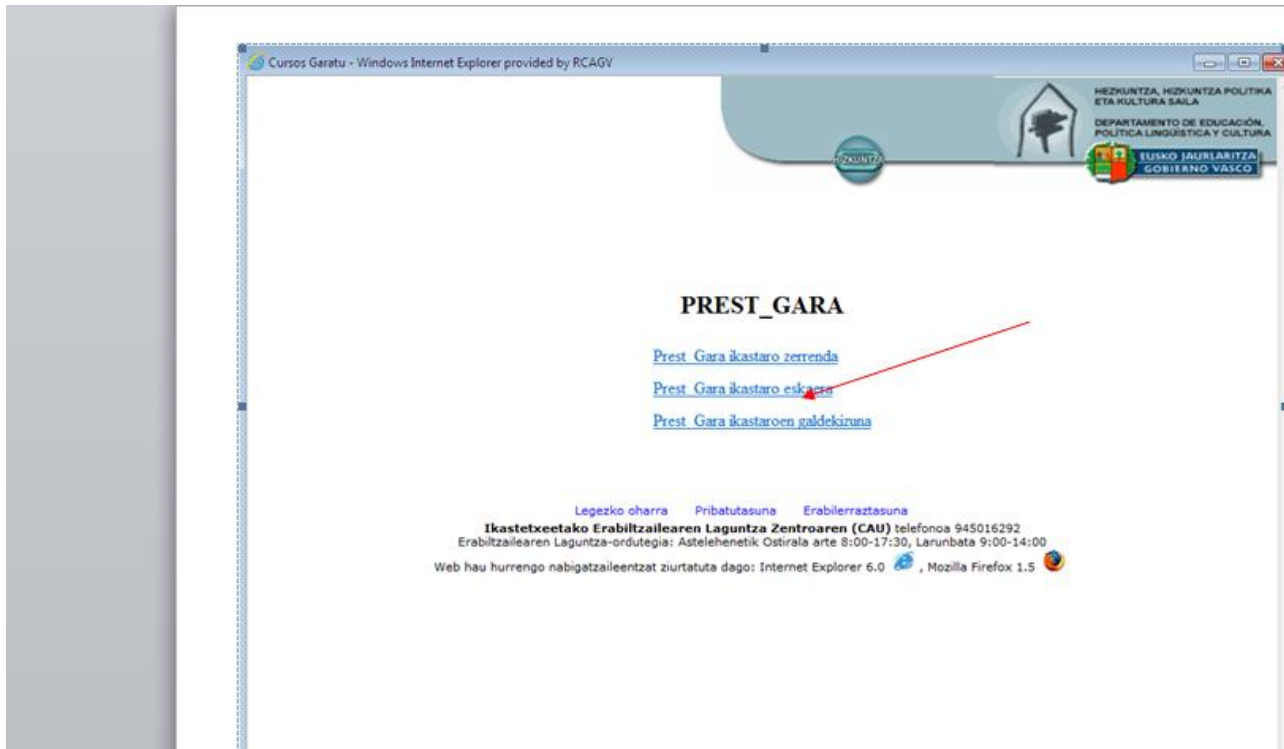 Cursos Garatu - Windows Internet Explorer provided by RCAGV
HEZKUNTZA, HIZKUNTZA POLITIKA
ETA KULTURA SAILA
DEPARTAMENTO DE EDUCACIÓN,
POLÍTICA LINGÜÍSTICA Y CULTURA
EUSKO JAURLARITZA
GOBIERNO VASCO
PREST_GARA
Prest_Gara ikastaro zerrenda
Prest_Gara ikastaro eskaera
Prest_Gara ikastaroen galdekizuna
Legezko oharra Pribatutasuna Erabilerraztasuna
Ikastetxeetako Erabiltzailearen Laguntza Zentroaren (CAU) telefonoa 945016292
Erabiltzailearen Laguntza-ordutegia: Astelehenetik Ostirala arte 8:00-17:30, Larunbata 9:00-14:00
Web hau hurrengo nabigatzaileentzat ziurtatuta dago: Internet Explorer 6.0 , Mozilla Firefox 1.5